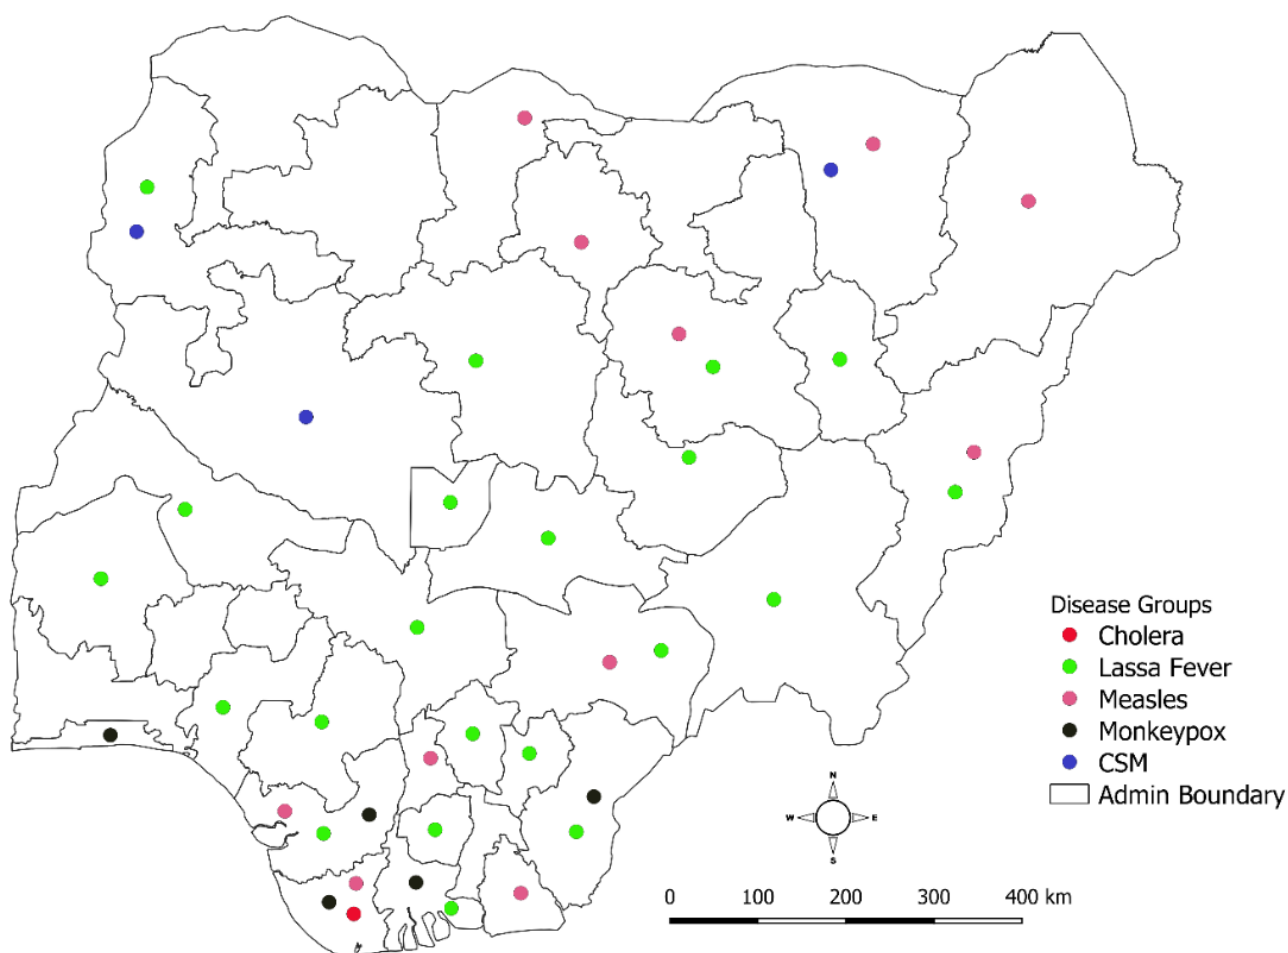 Disease Groups
Cholera
Lassa Fever
Measles
Monkeypox
CSM
Admin Boundary
N
W E
S
0 100 200 300 400 km